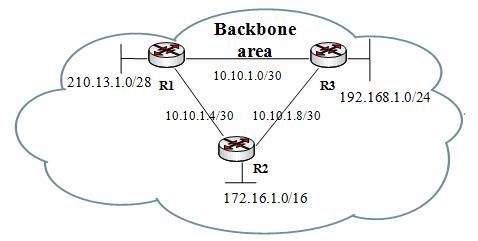 Backbone
area
10.10.1.0/30
210.13.1.0/28
R1
R3
192.168.1.0/24
10.10.1.4/30
10.10.1.8/30
R2
172.16.1.0/16